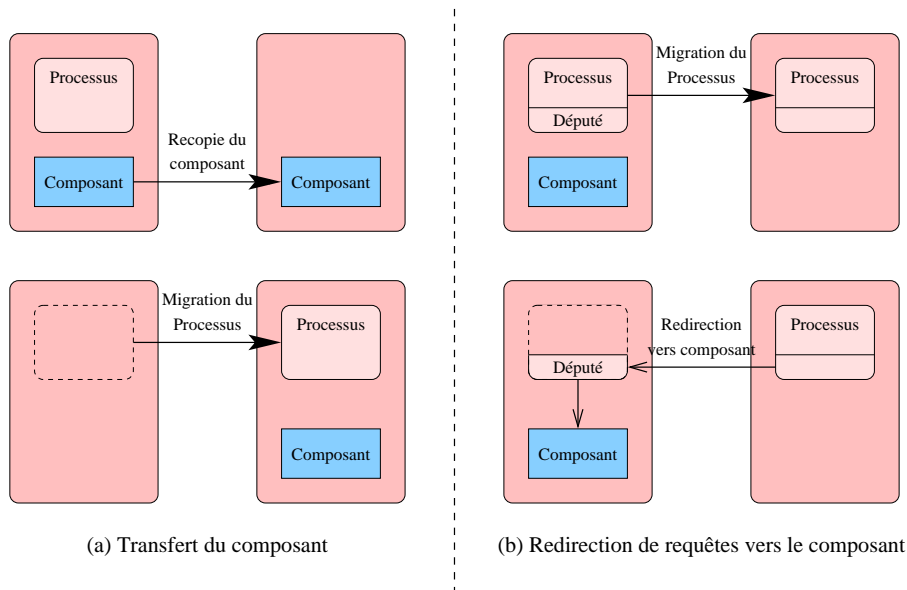 Processus
Recopie du
composant
Composant
Composant
Migration du
Processus
Processus
Composant
(a) Transfert du composant
Processus
Député
Migration du
Processus
Processus
Composant
Redirection
vers composant
Processus
Député
Composant
(b) Redirection de requêtes vers le composant